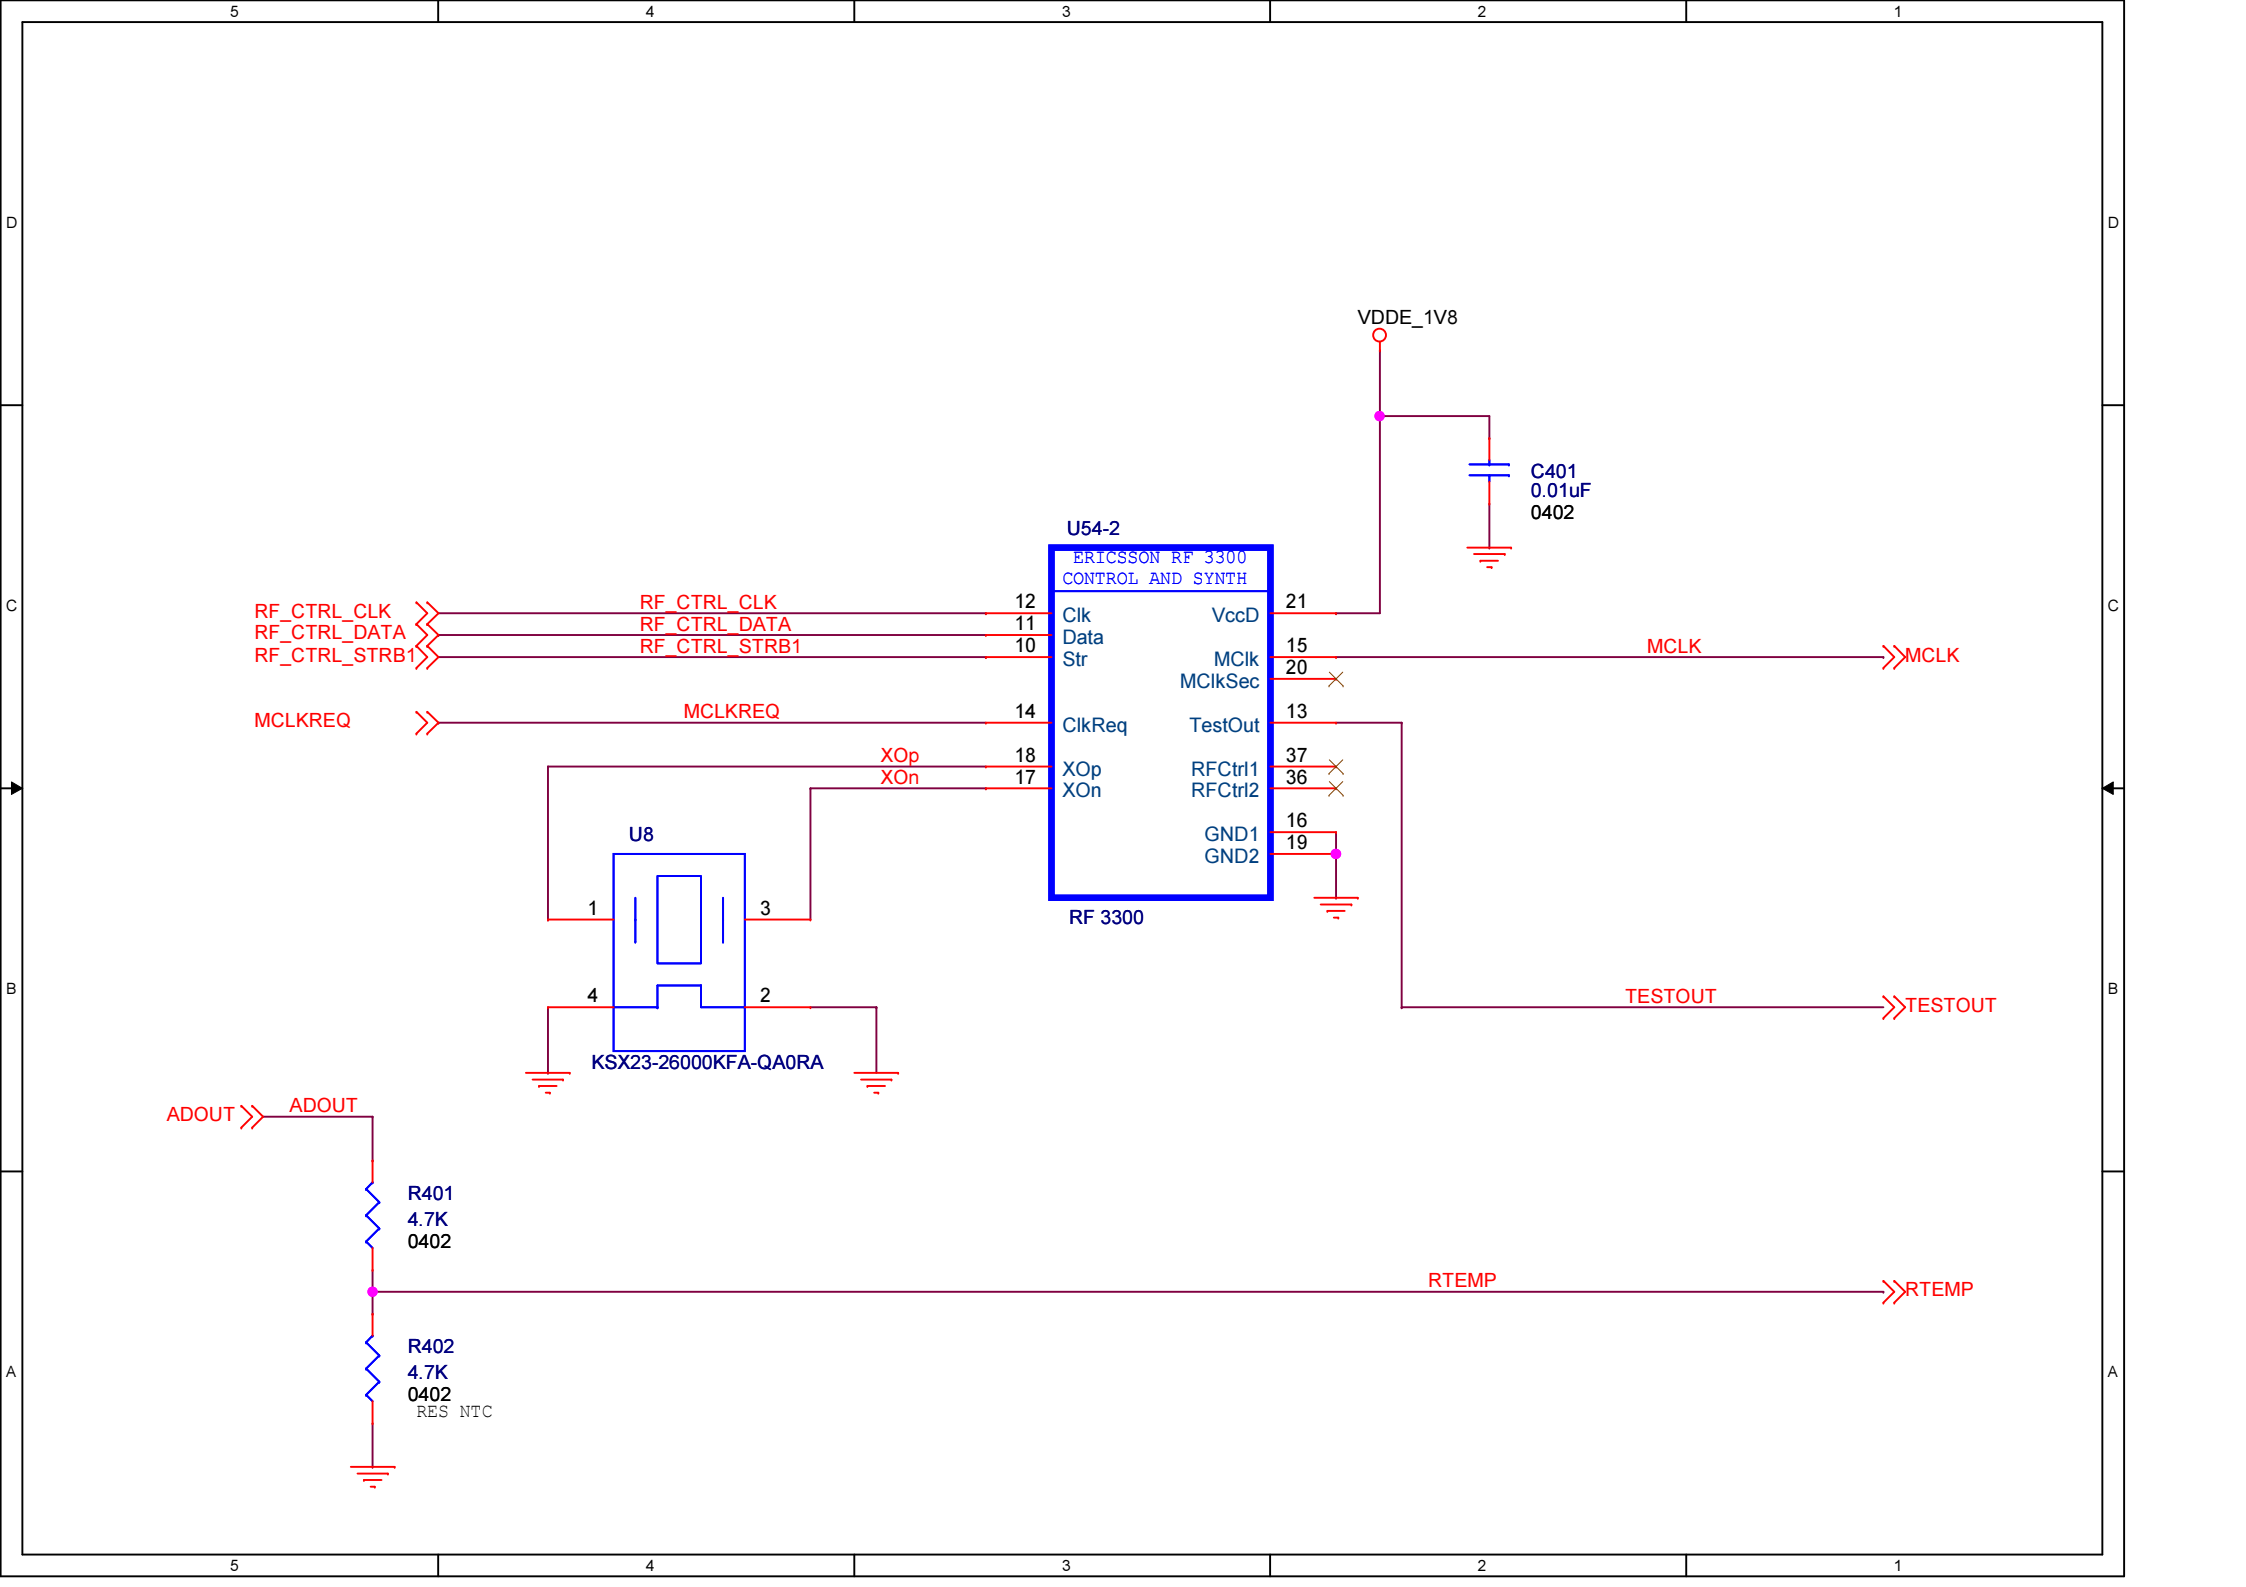 5 4 3 2 1
D D
VDDE_1V8
C401
0.01uF
0402
U54-2
ERICSSON RF 3300
CONTROL AND SYNTH
C C
RF_CTRL_CLK RF_CTRL_CLK 12 Clk VccD 21
RF_CTRL_DATA RF_CTRL_DATA 11 Data
RF_CTRL_STRB1 RF_CTRL_STRB1 10 Str MClk 15 MCLK MCLK
MClkSec 20
MCLKREQ MCLKREQ 14 ClkReq TestOut 13
XOp 18 XOp RFCtrl1 37
XOn 17 XOn RFCtrl2 36
GND1 16
GND2 19
RF 3300
U8
1 3
4 2
KSX23-26000KFA-QA0RA
B B
TESTOUT TESTOUT
ADOUT ADOUT
R401
4.7K
0402
RTEMP RTEMP
R402
4.7K
0402
RES NTC
A A
5 4 3 2 1